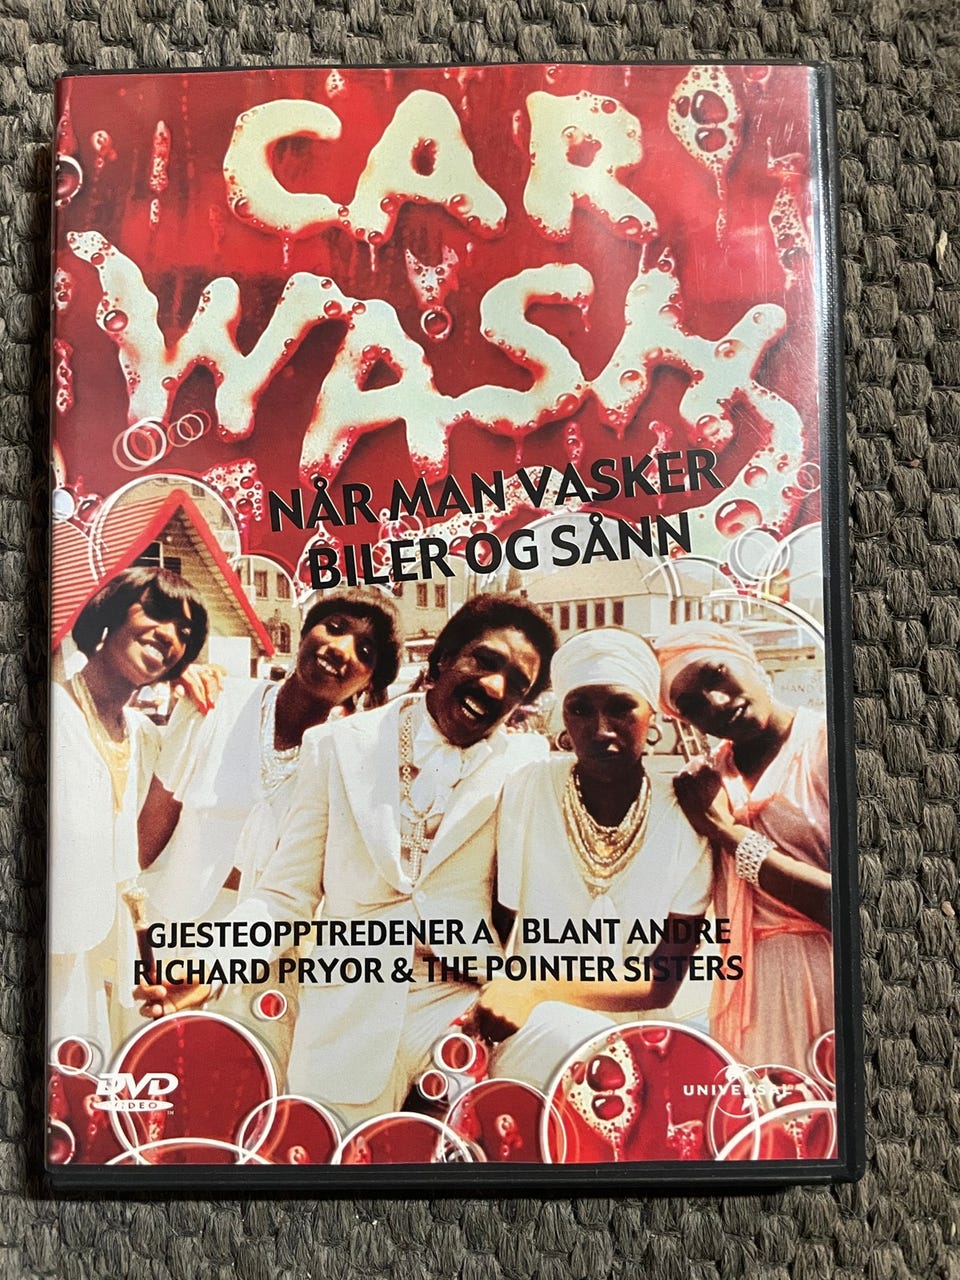 CAR
WASH
NÅR MAN VASKER
BILER OG SÅNN
GJESTEOPPTREDENER AV BLANT ANDRE
RICHARD PRYOR & THE POINTER SISTERS
DVD
VIDEO
UNIVERSAL